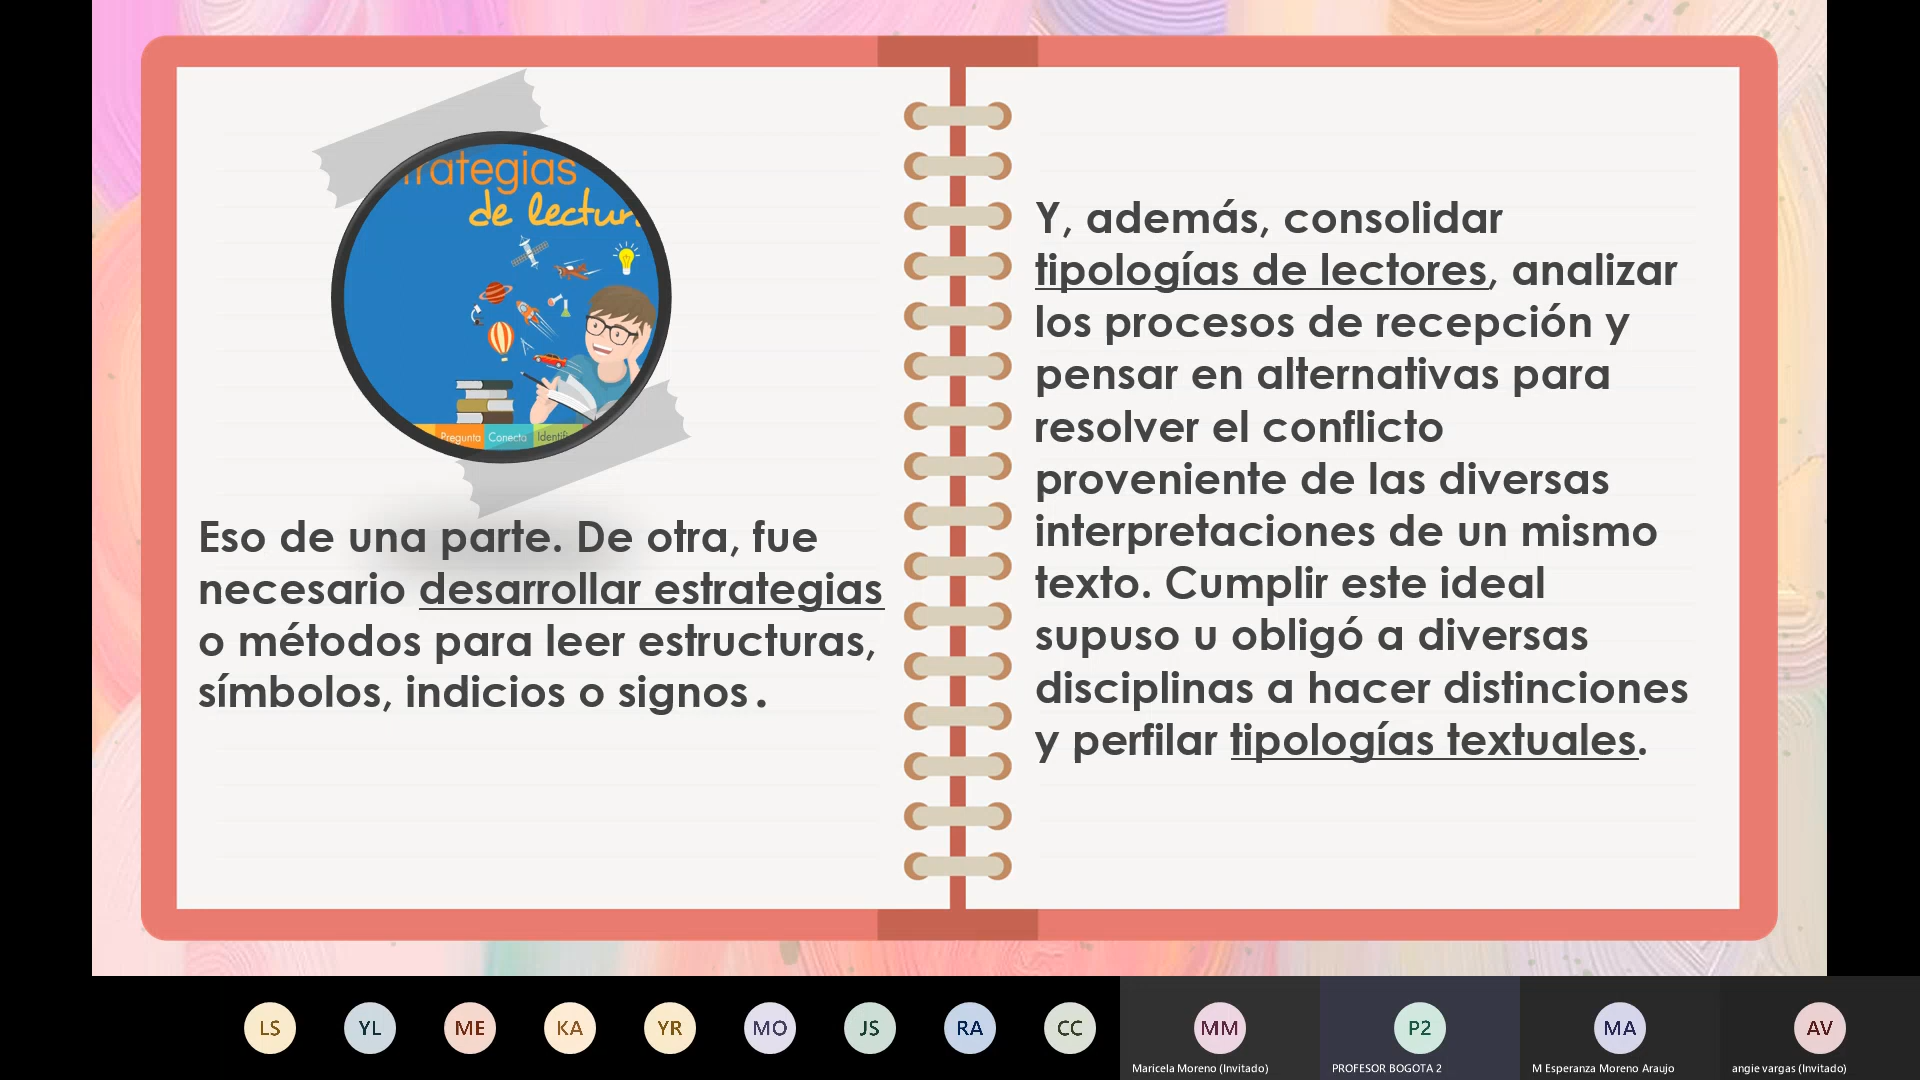 rategias
de lectur
Pregunta Conecta Identif
Eso de una parte. De otra, fue
necesario desarrollar estrategias
o métodos para leer estructuras,
símbolos, indicios o signos.
Y, además, consolidar
tipologías de lectores, analizar
los procesos de recepción y
pensar en alternativas para
resolver el conflicto
proveniente de las diversas
interpretaciones de un mismo
texto. Cumplir este ideal
supuso u obligó a diversas
disciplinas a hacer distinciones
y perfilar tipologías textuales.
LS YL ME KA YR MO JS RA CC MM P2 MA AV
Maricela Moreno (Invitado) PROFESOR BOGOTA 2 M Esperanza Moreno Araujo angie vargas (Invitado)